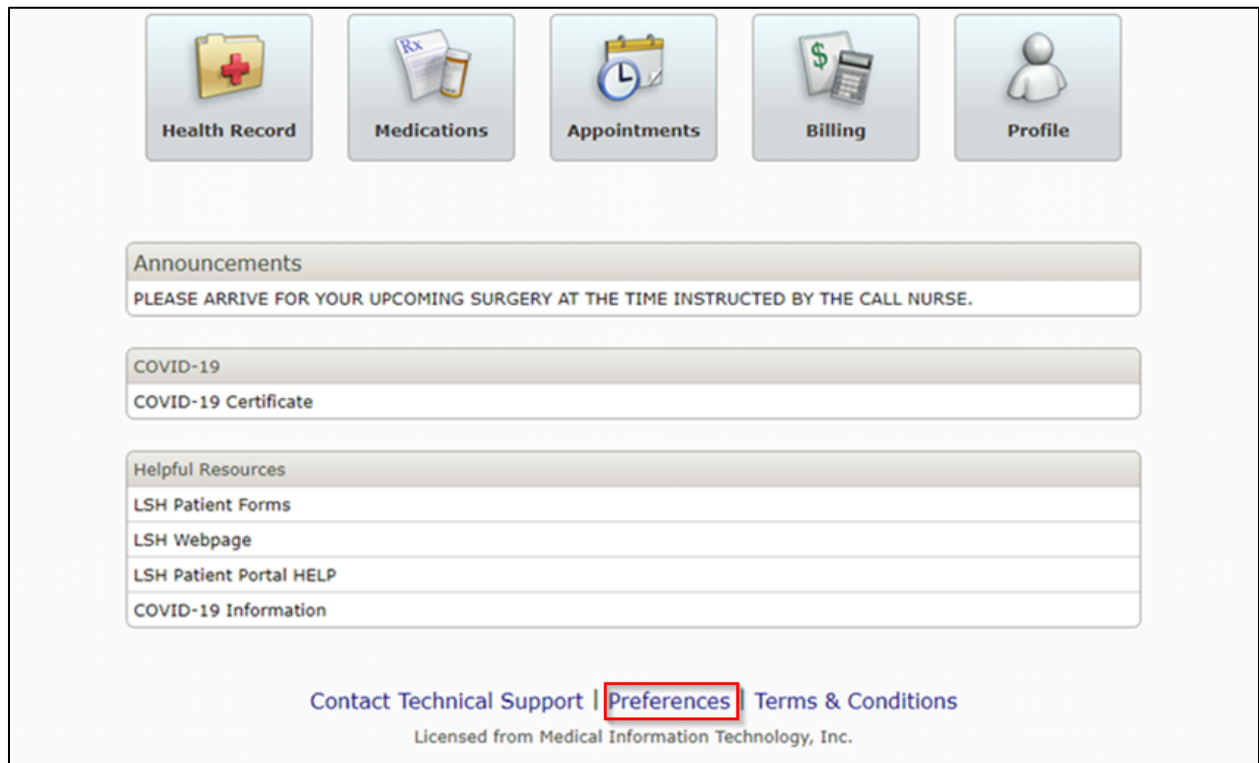 Rx
$
Health Record
Medications
Appointments
Billing
Profile
Announcements
PLEASE ARRIVE FOR YOUR UPCOMING SURGERY AT THE TIME INSTRUCTED BY THE CALL NURSE.
COVID-19
COVID-19 Certificate
Helpful Resources
LSH Patient Forms
LSH Webpage
LSH Patient Portal HELP
COVID-19 Information
Contact Technical Support | Preferences | Terms & Conditions
Licensed from Medical Information Technology, Inc.